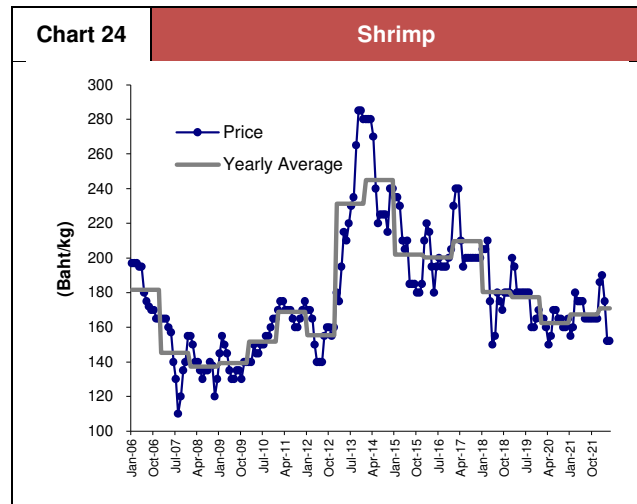 Chart 24
Shrimp
300
280
260
240
220
200
180
160
140
120
100
(Baht/kg)
Price
Yearly Average
Jan-06
Oct-06
Jul-07
Apr-08
Jan-09
Oct-09
Jul-10
Apr-11
Jan-12
Oct-12
Jul-13
Apr-14
Jan-15
Oct-15
Jul-16
Apr-17
Jan-18
Oct-18
Jul-19
Apr-20
Jan-21
Oct-21